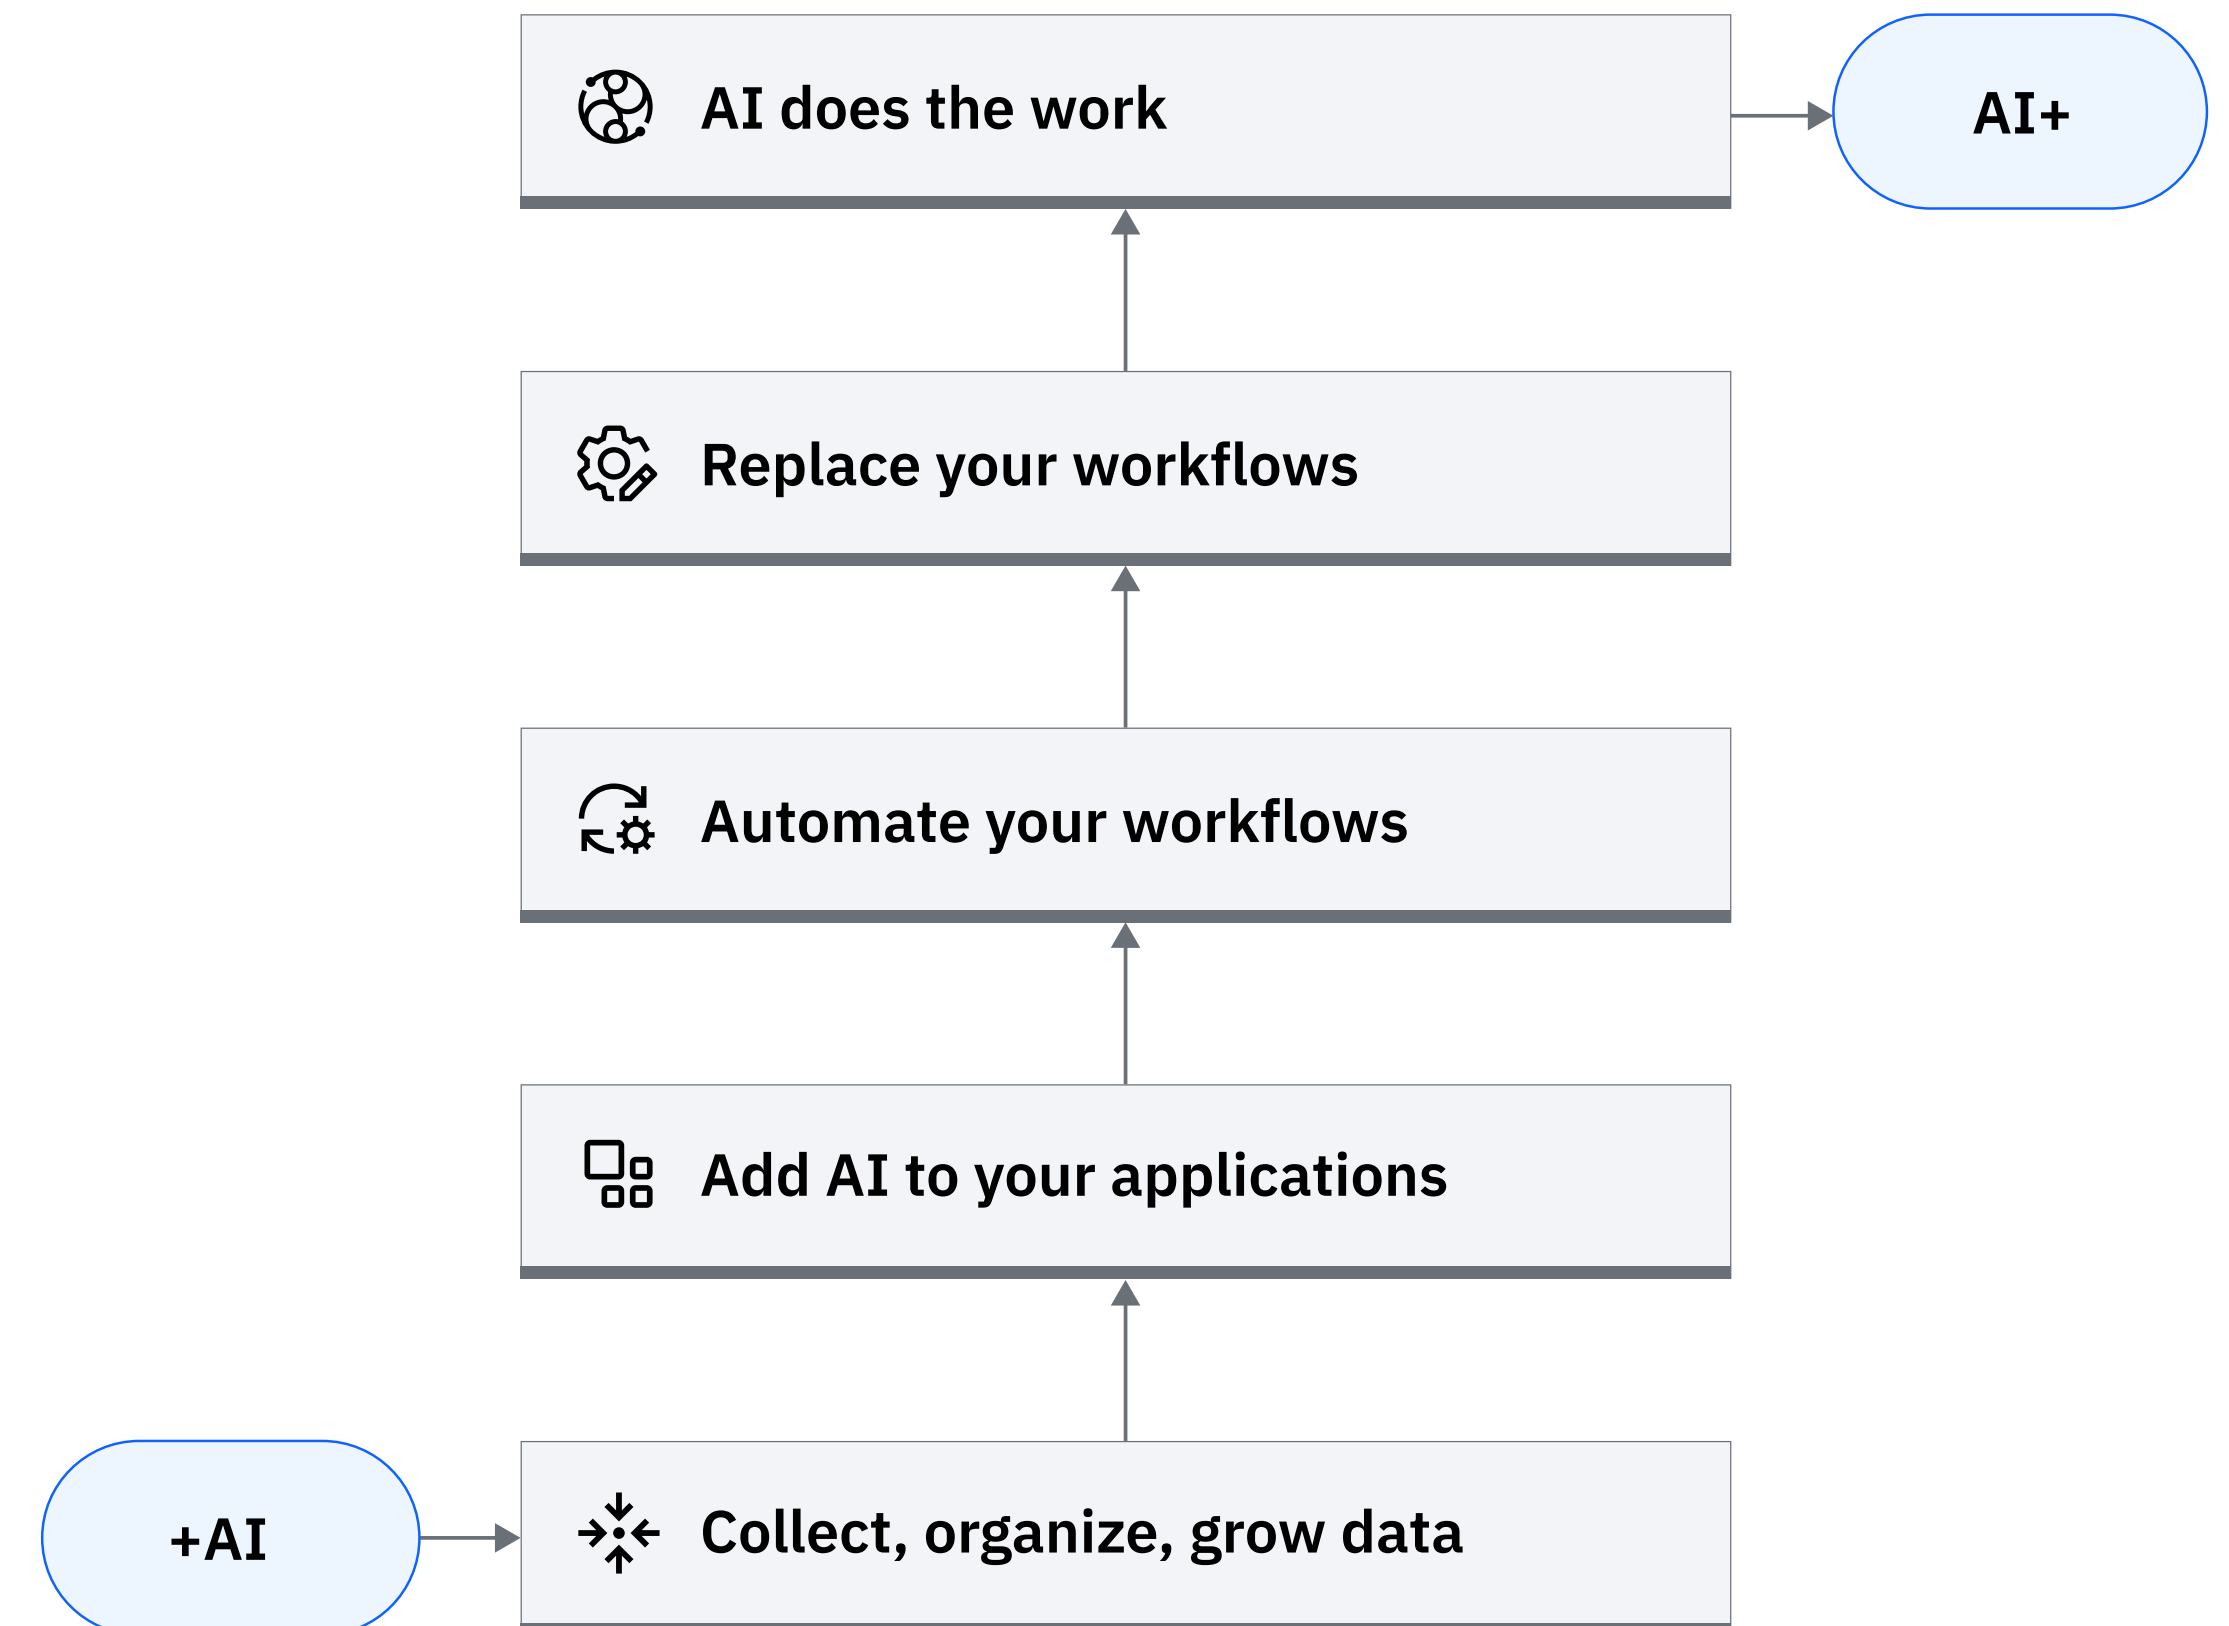 AI does the work
AI+
Replace your workflows
Automate your workflows
Add AI to your applications
+AI
Collect, organize, grow data